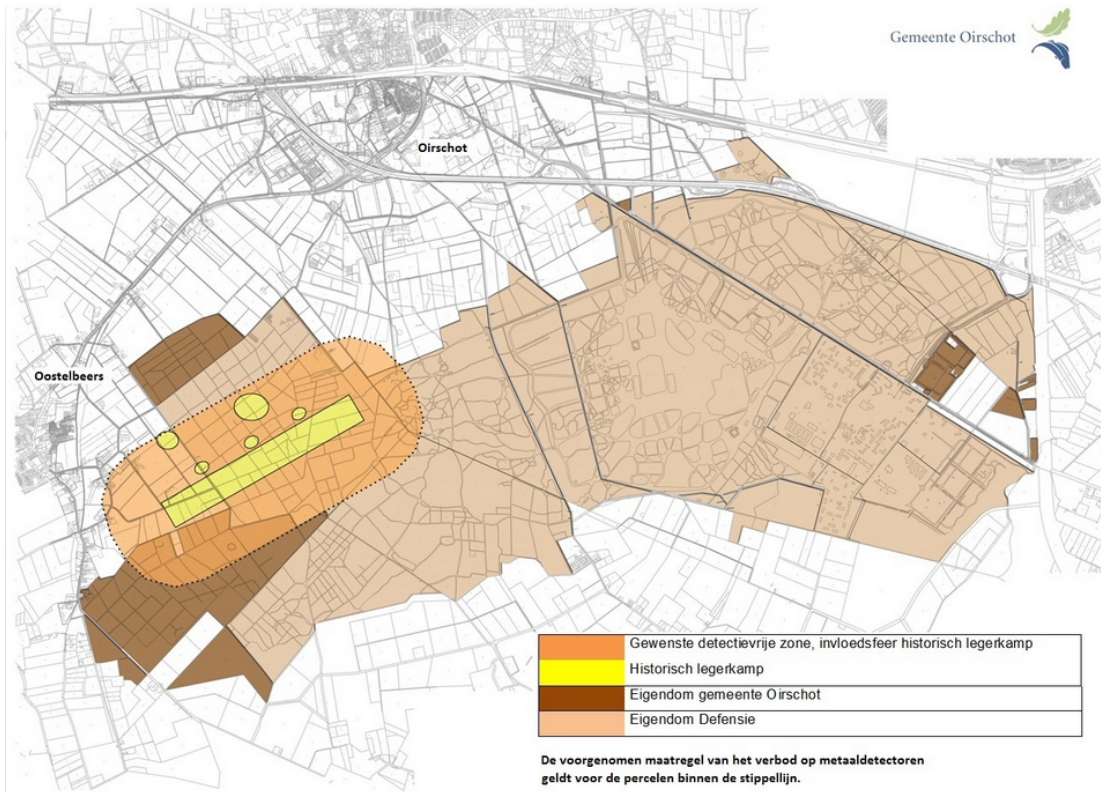 Gemeente Oirschot
Oirschot
Oostelbeers
Gewenste detectievrije zone, invloedsfeer historisch legerkamp
Historisch legerkamp
Eigendom gemeente Oirschot
Eigendom Defensie
De voorgenomen maatregel van het verbod op metaaldetectoren
geldt voor de percelen binnen de stippellijn.